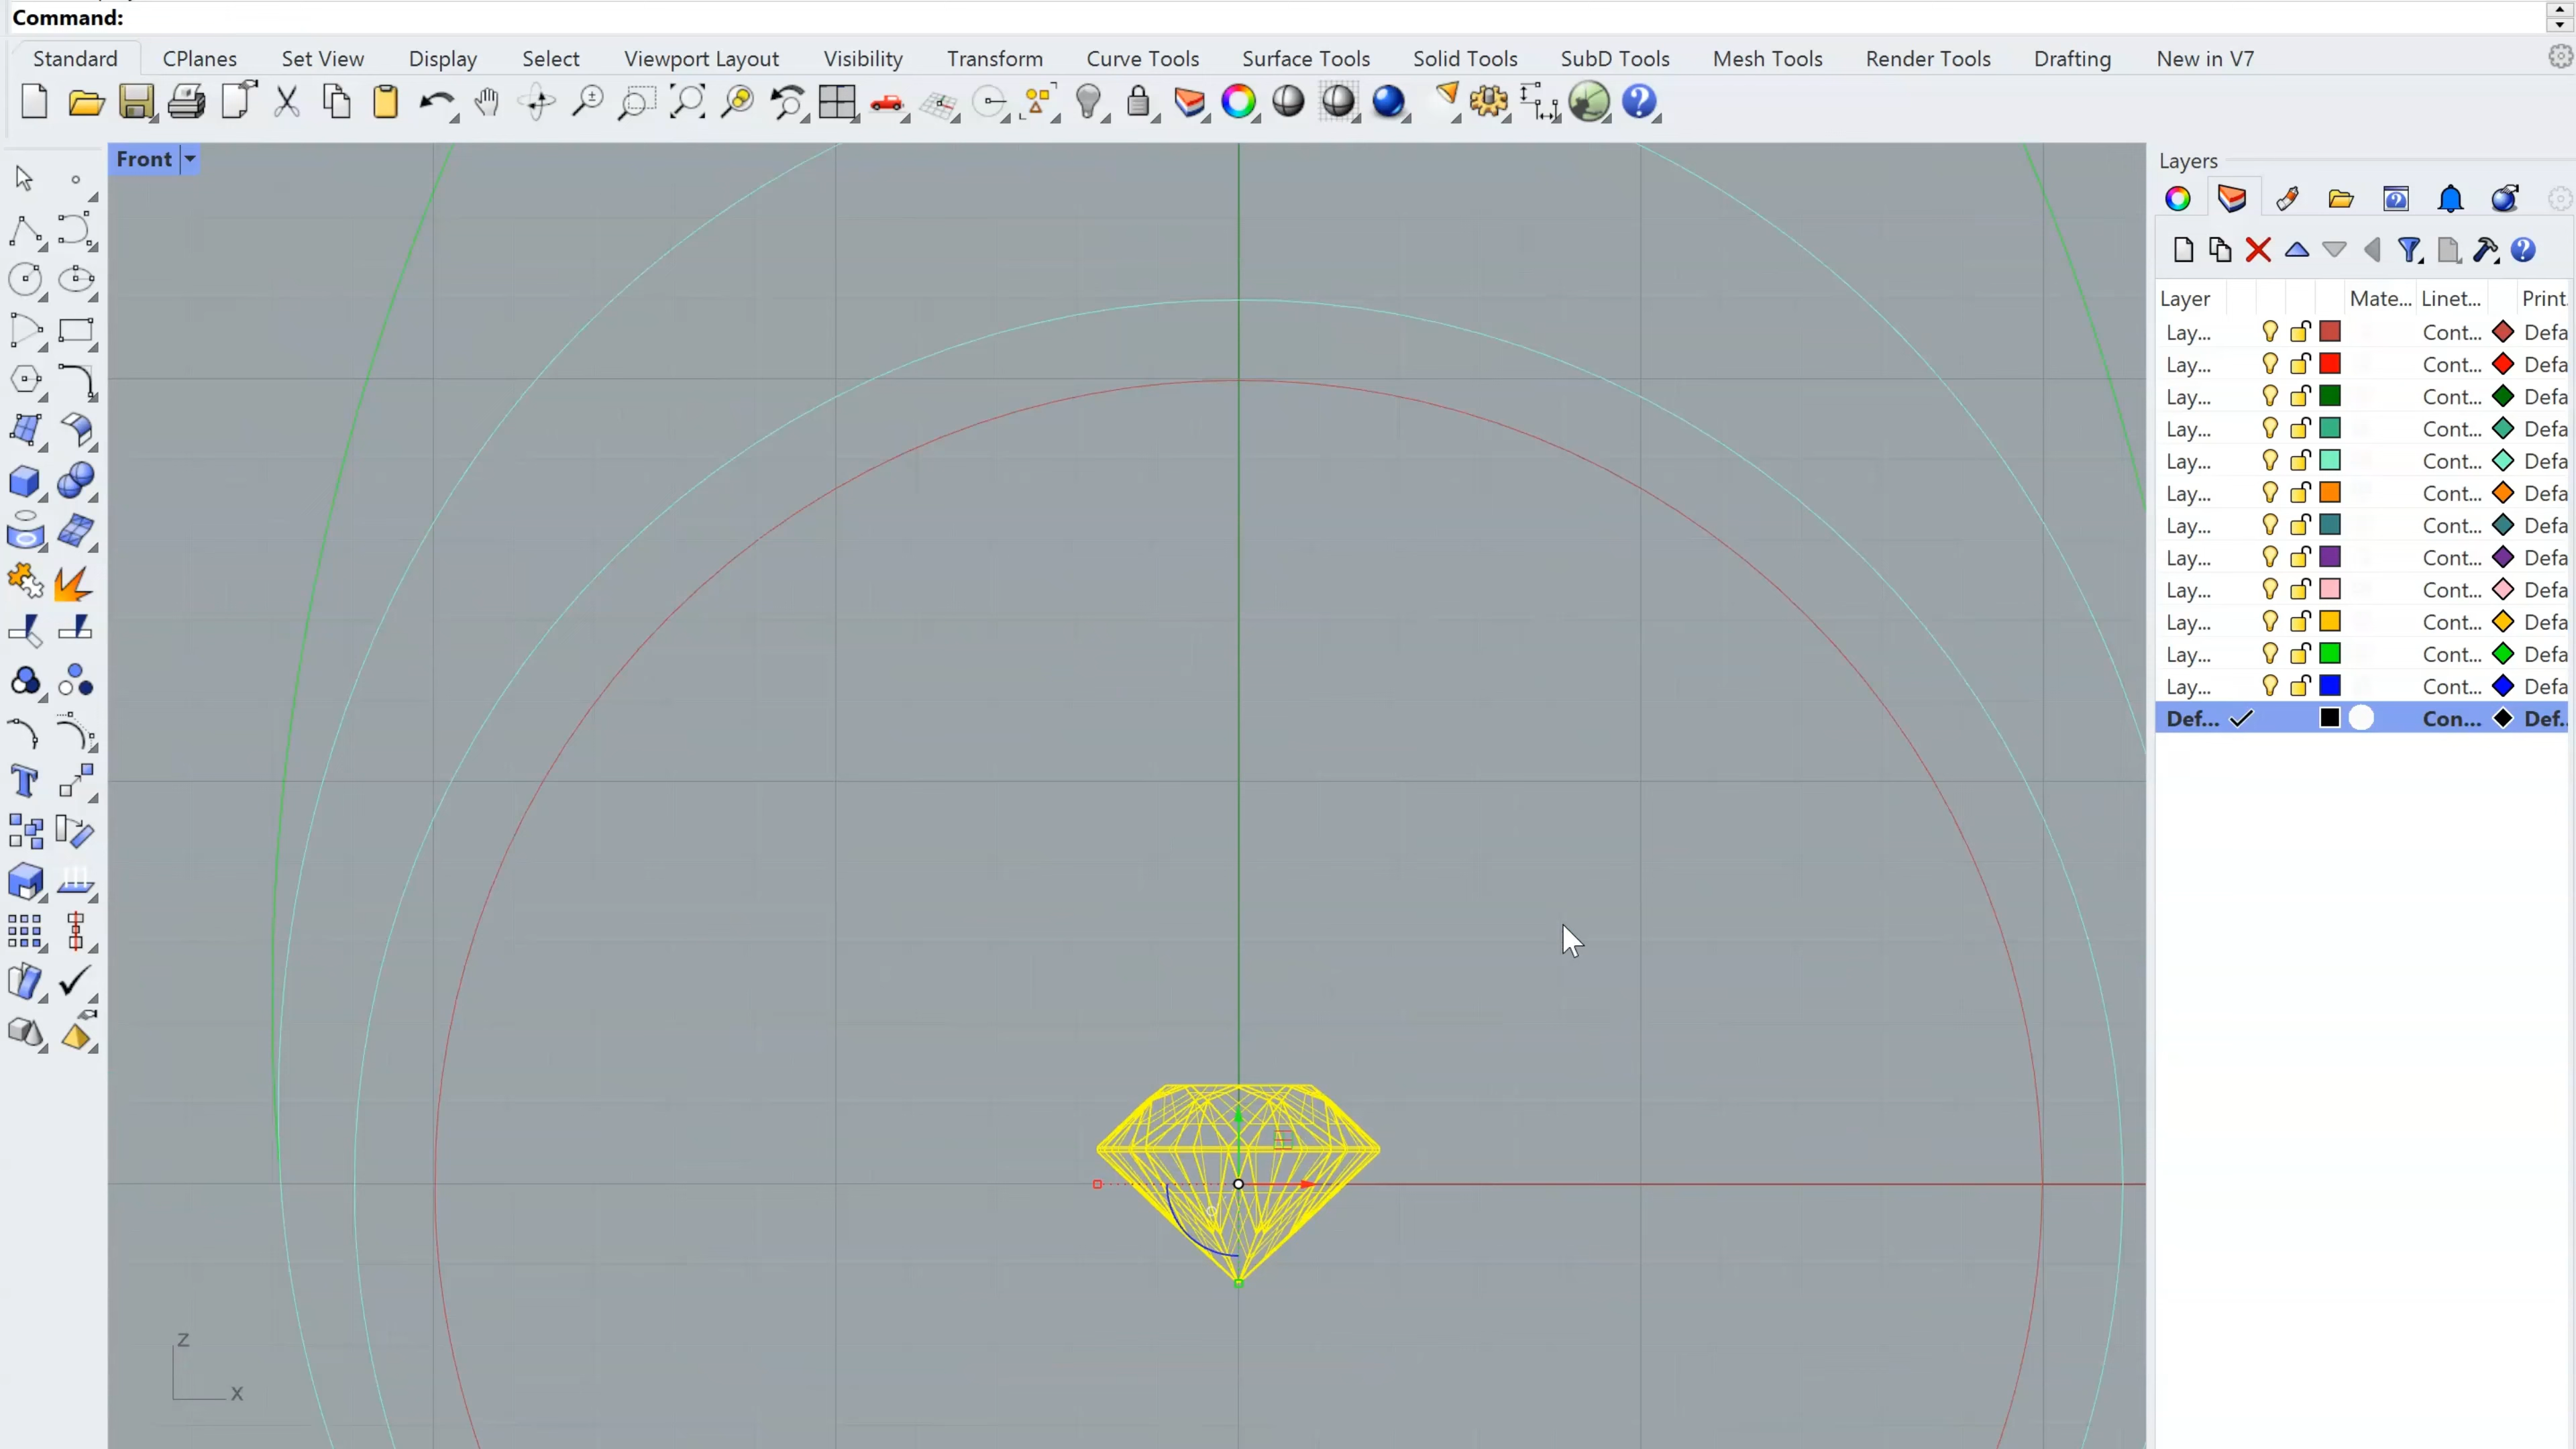 Command:
Standard CPlanes Set View Display Select Viewport Layout Visibility Transform Curve Tools Surface Tools Solid Tools SubD Tools Mesh Tools Render Tools Drafting New in V7
Front
Layers
Layer Mate... Linet... Print
Lay... Cont... Defa
Lay... Cont... Defa
Lay... Cont... Defa
Lay... Cont... Defa
Lay... Cont... Defa
Lay... Cont... Defa
Lay... Cont... Defa
Lay... Cont... Defa
Lay... Cont... Defa
Lay... Cont... Defa
Lay... Cont... Defa
Lay... Cont... Defa
Def... Con... Def..
z
x